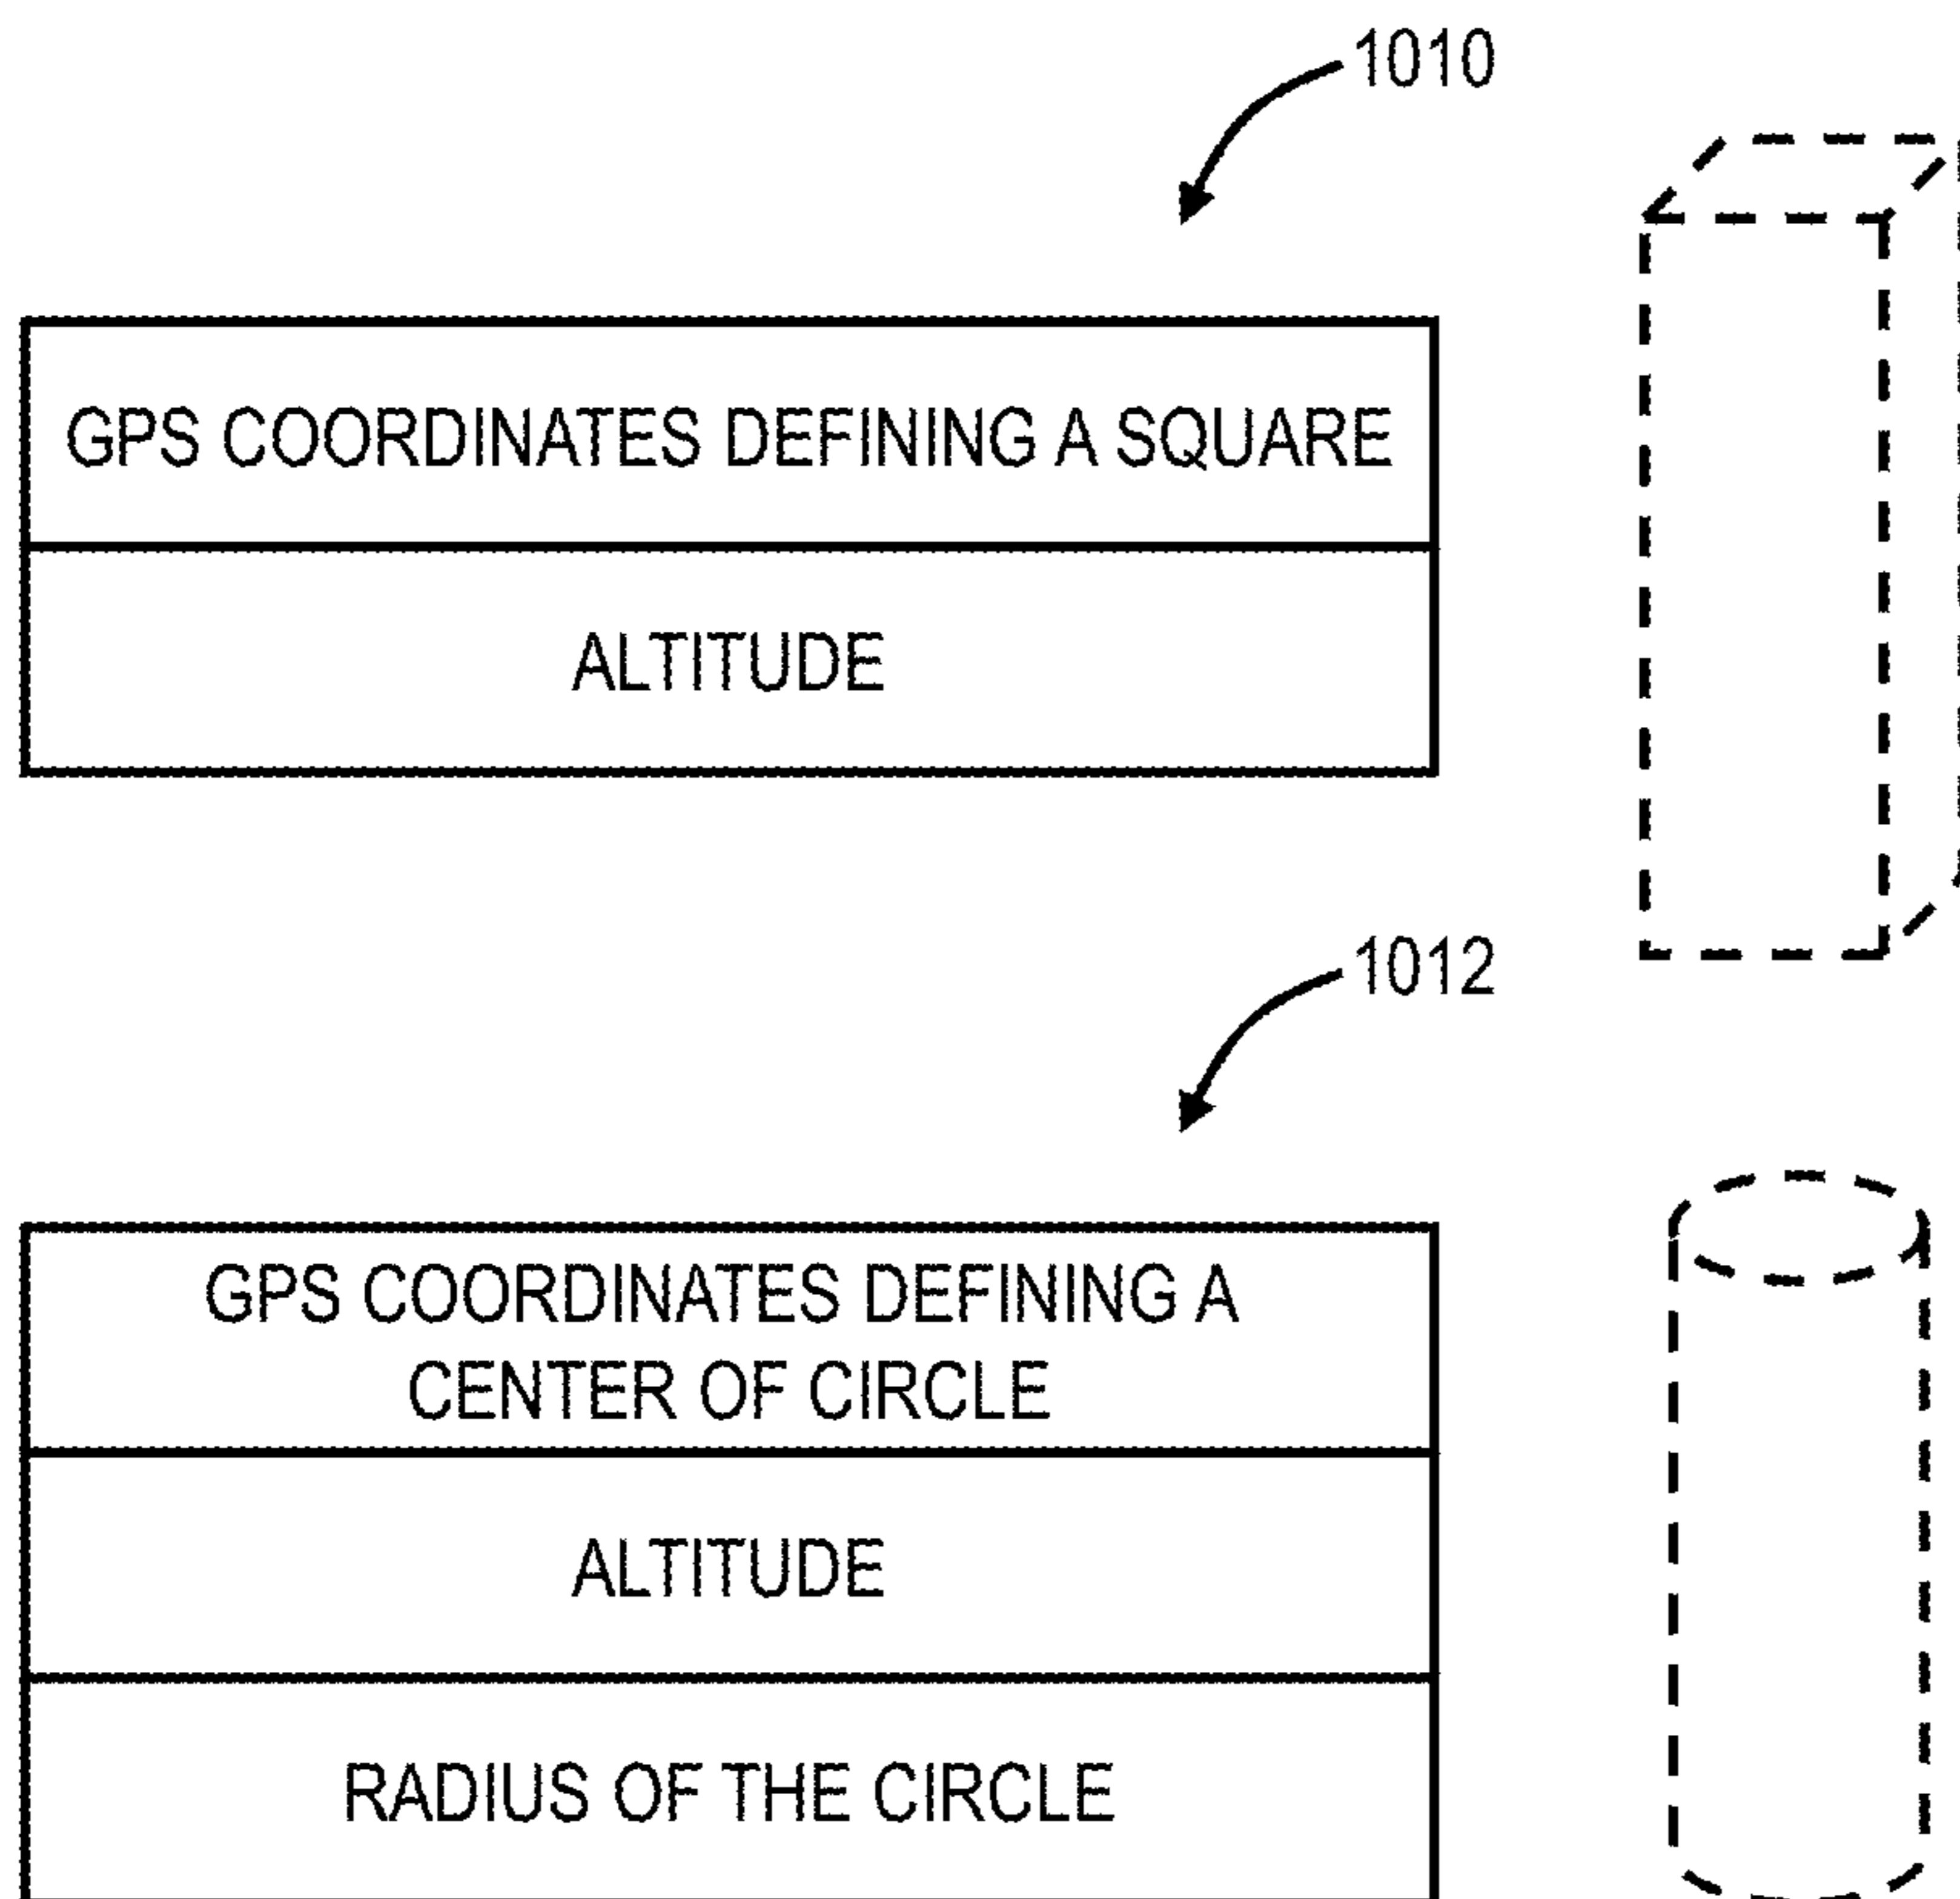 1010
GPS COORDINATES DEFINING A SQUARE
ALTITUDE
1012
GPS COORDINATES DEFINING A
CENTER OF CIRCLE
ALTITUDE
RADIUS OF THE CIRCLE